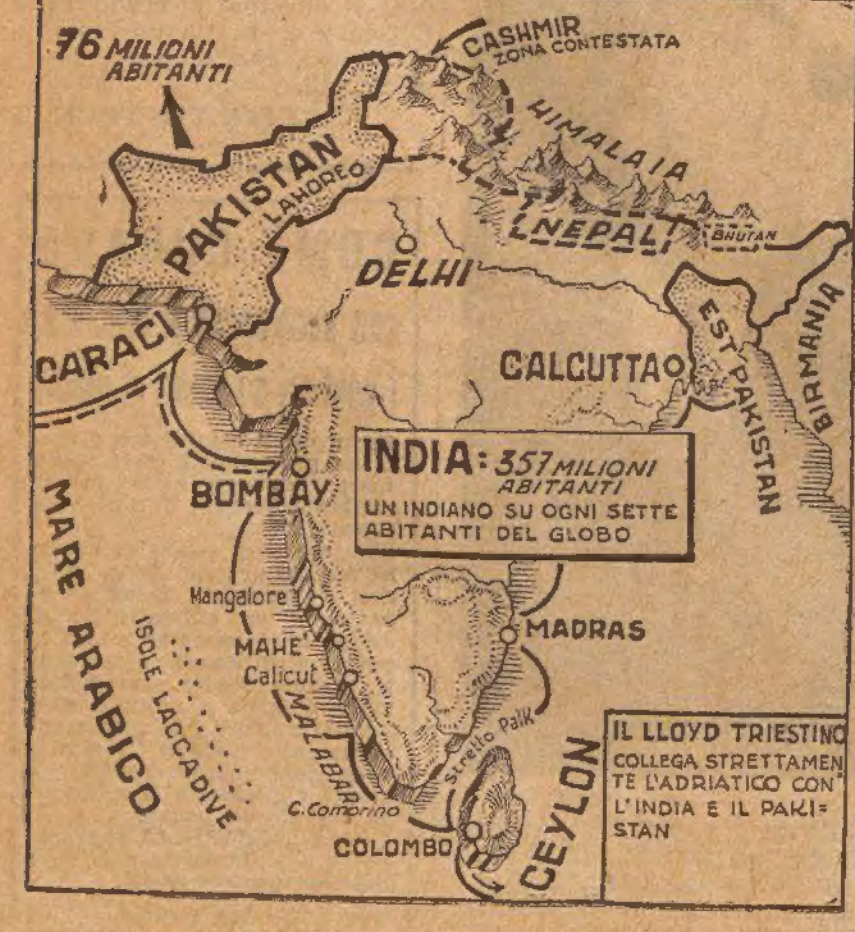 76 MILIONI
ABITANTI
CASHMIR
ZONA CONTESTATA
HIMALAIA
PAKISTAN
LAHORE
NEPAL
BHUTAN
DELHI
CARACI
CALCUTTA
EST PAKISTAN
BIRMANIA
INDIA: 357 MILIONI
ABITANTI
UN INDIANO SU OGNI SETTE
ABITANTI DEL GLOBO
BOMBAY
MARE ARABICO
Mangalore
MAHE'
Calicut
MADRAS
ISOLE LACCADIVE
MALABAR
Stretto Palk
C. Comorino
COLOMBO
CEYLON
IL LLOYD TRIESTINO
COLLEGA STRETTAMEN
TE L'ADRIATICO CON
L'INDIA E IL PAKI=
STAN